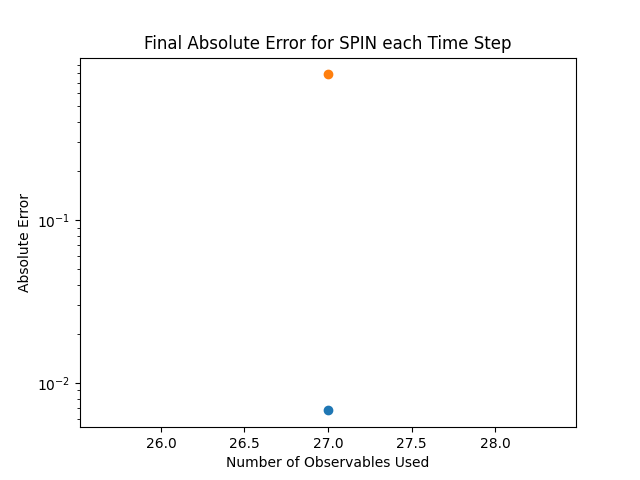 Final Absolute Error for SPIN each Time Step
Absolute Error
10⁻¹
10⁻²
26.0 26.5 27.0 27.5 28.0
Number of Observables Used